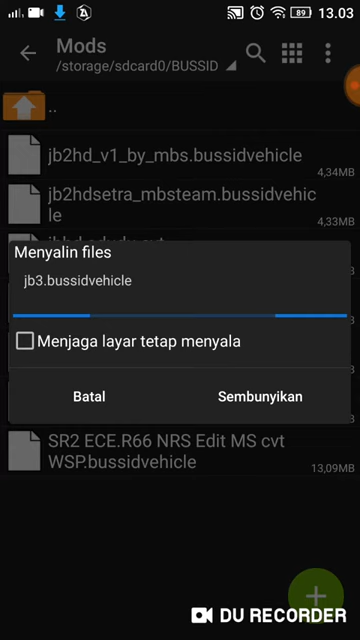 89 13.03
Mods
/storage/sdcard0/BUSSID
..
jb2hd_v1_by_mbs.bussidvehicle
4,34MB
jb2hdsetra_mbsteam.bussidvehic
le
4,33MB
Menyalin files
jb3.bussidvehicle
Menjaga layar tetap menyala
Batal
Sembunyikan
SR2 ECE.R66 NRS Edit MS cvt
WSP.bussidvehicle
13,09MB
DU RECORDER